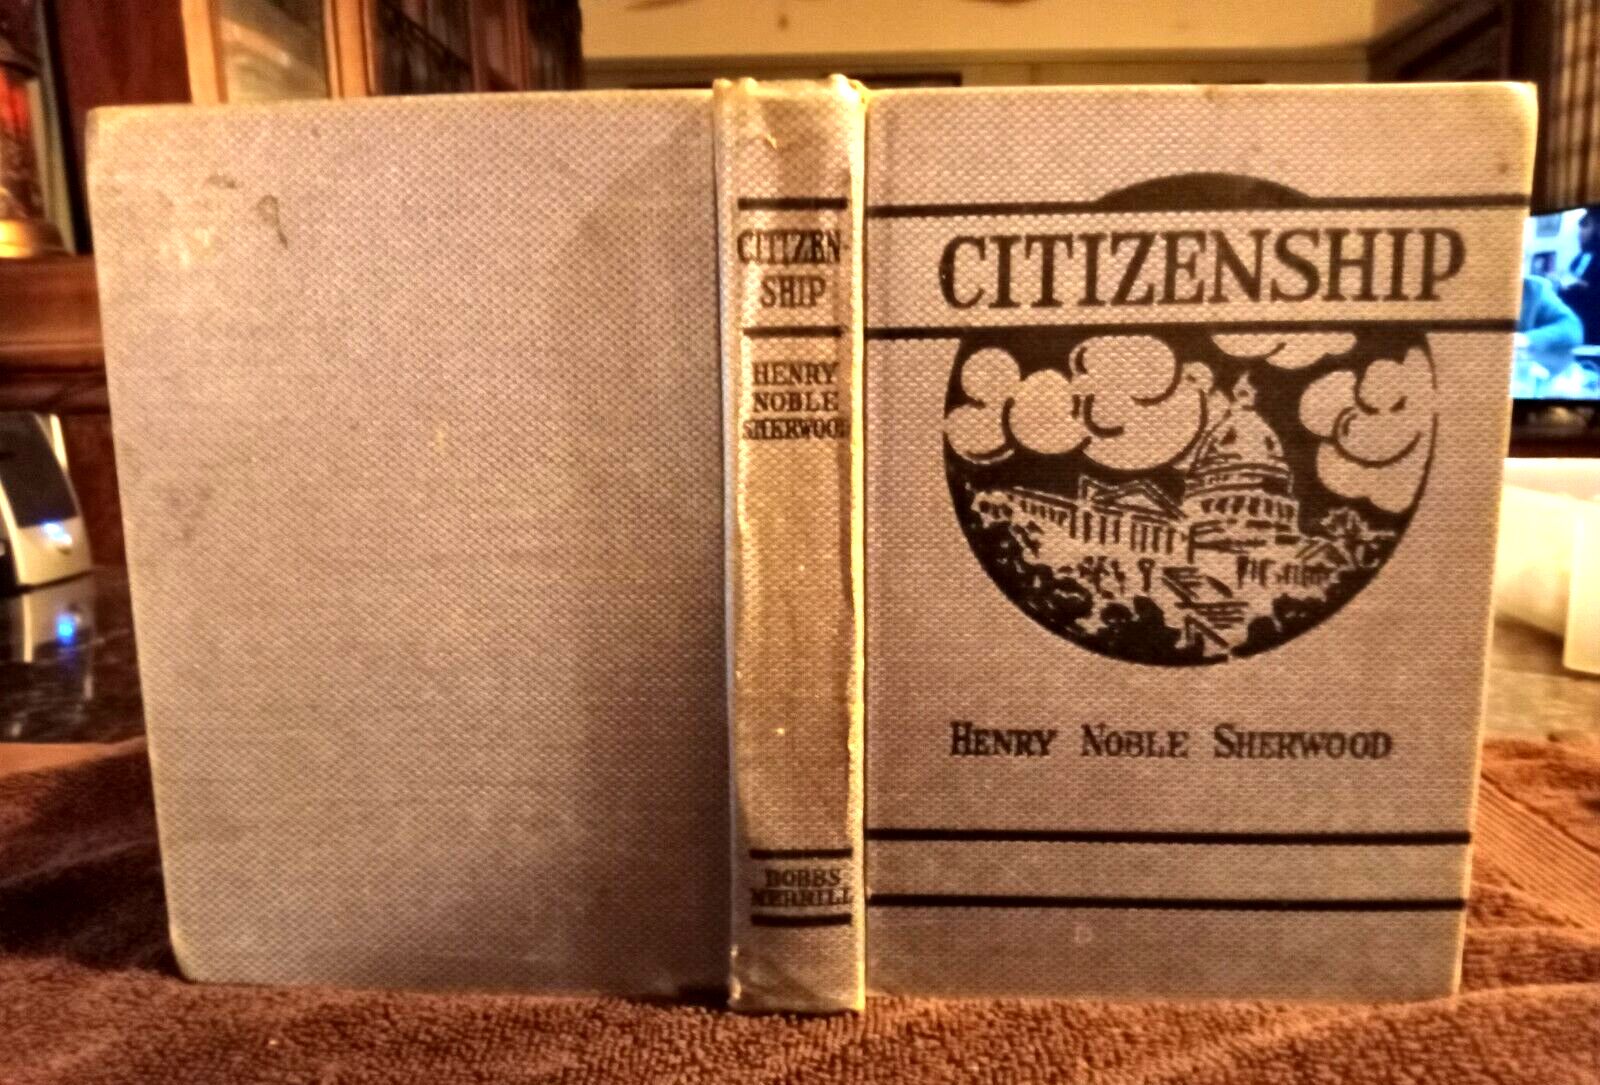 CITIZEN-
SHIP
HENRY
NOBLE
SHERWOOD
BOBBS
MERRILL
CITIZENSHIP
HENRY NOBLE SHERWOOD